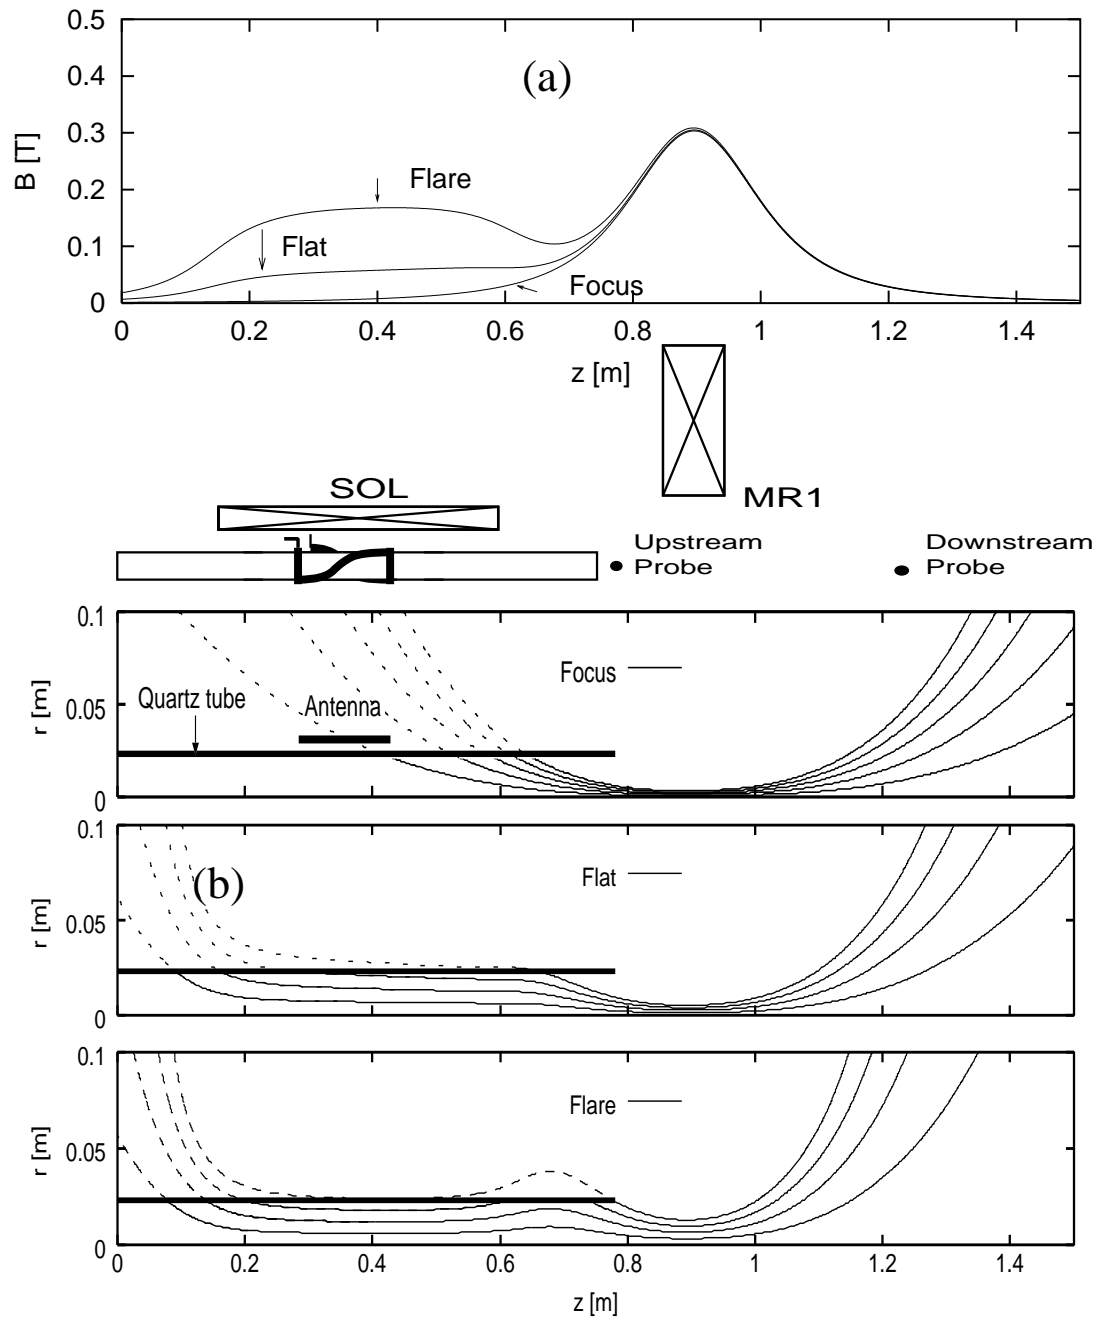 0.5
0.4
(a)
0.3
B [T]
0.2
Flare
Flat
0.1
Focus
0
0 0.2 0.4 0.6 0.8 1 1.2 1.4
z [m]
SOL
MR1
Upstream
Probe
Downstream
Probe
0.1
Focus
Quartz tube
Antenna
r [m]
0.05
0
0.1
Flat
(b)
r [m]
0.05
0
0.1
Flare
r [m]
0.05
0
0 0.2 0.4 0.6 0.8 1 1.2 1.4
z [m]